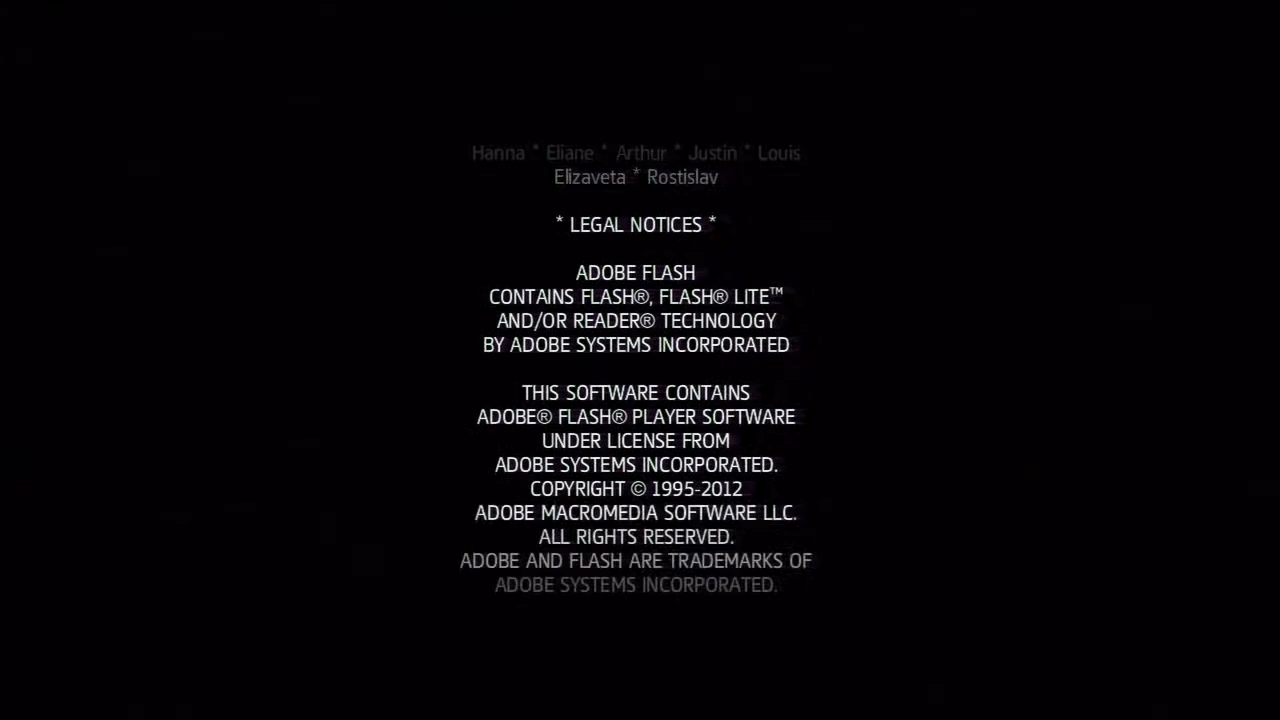 Hanna * Eliane * Arthur * Justin * Louis
Elizaveta * Rostislav
* LEGAL NOTICES *
ADOBE FLASH
CONTAINS FLASH®, FLASH® LITE™
AND/OR READER® TECHNOLOGY
BY ADOBE SYSTEMS INCORPORATED
THIS SOFTWARE CONTAINS
ADOBE® FLASH® PLAYER SOFTWARE
UNDER LICENSE FROM
ADOBE SYSTEMS INCORPORATED.
COPYRIGHT © 1995-2012
ADOBE MACROMEDIA SOFTWARE LLC.
ALL RIGHTS RESERVED.
ADOBE AND FLASH ARE TRADEMARKS OF
ADOBE SYSTEMS INCORPORATED.